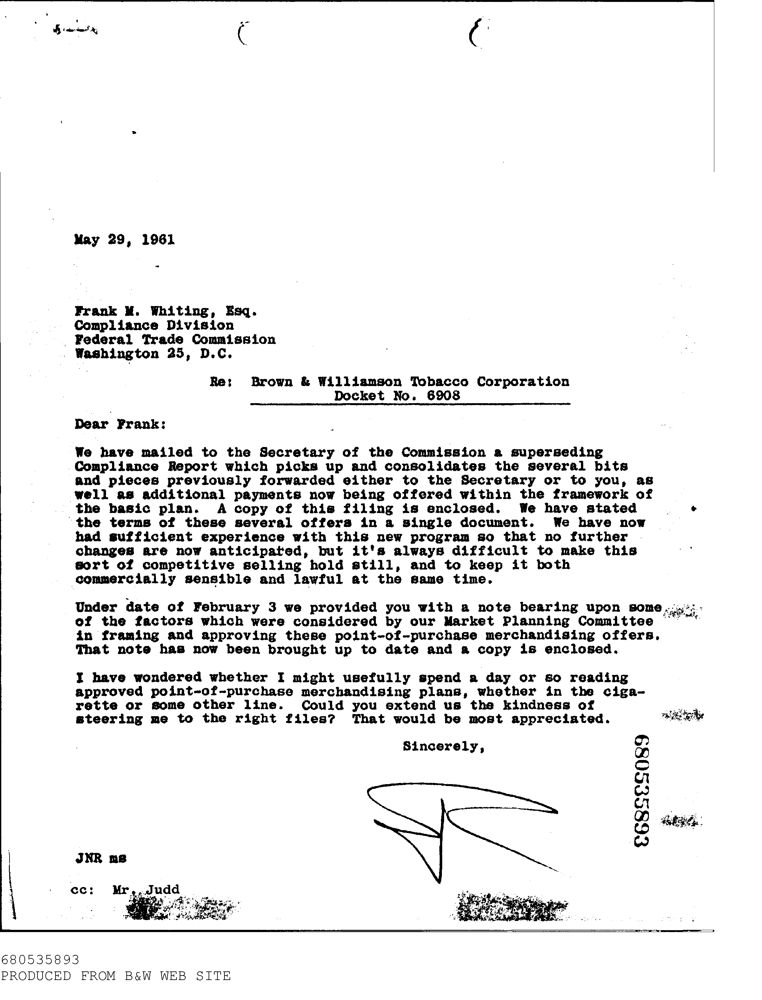 May 29, 1961
Frank M. Whiting, Esq.
Compliance Division
Federal Trade Commission
Washington 25, D.C.
Re: Brown & Williamson Tobacco Corporation
Docket No. 6908
Dear Frank:
We have mailed to the Secretary of the Commission a superseding
Compliance Report which picks up and consolidates the several bits
and pieces previously forwarded either to the Secretary or to you, as
well as additional payments now being offered within the framework of
the basic plan. A copy of this filing is enclosed. We have stated
the terms of these several offers in a single document. We have now
had sufficient experience with this new program so that no further
changes are now anticipated, but it's always difficult to make this
sort of competitive selling hold still, and to keep it both
commercially sensible and lawful at the same time.
Under date of February 3 we provided you with a note bearing upon some
of the factors which were considered by our Market Planning Committee
in framing and approving these point-of-purchase merchandising offers.
That note has now been brought up to date and a copy is enclosed.
I have wondered whether I might usefully spend a day or so reading
approved point-of-purchase merchandising plans, whether in the ciga-
rette or some other line. Could you extend us the kindness of
steering me to the right files? That would be most appreciated.
Sincerely,
680535893
JNR ms
cc: Mr. Judd
680535893
PRODUCED FROM B&W WEB SITE